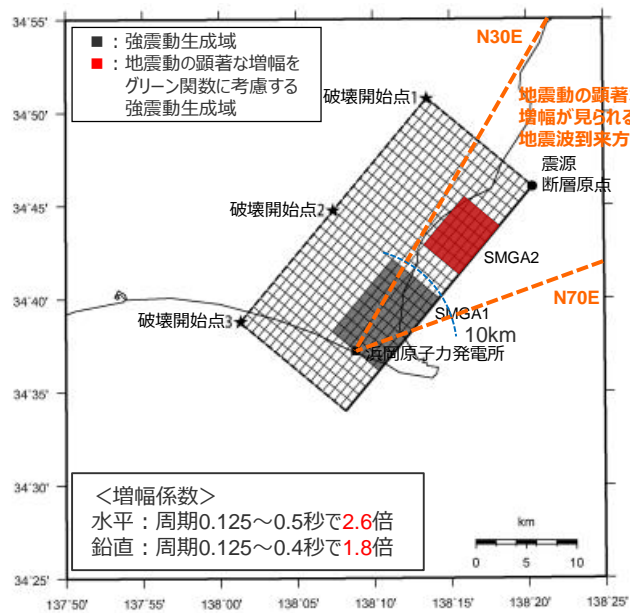 ■：強震動生成域
■：地震動の顕著な増幅を
グリーン関数に考慮する
強震動生成域
N30E
地震動の顕著
増幅が見られる
地震波到来方
破壊開始点1
震源
断層原点
破壊開始点2
SMGA2
N70E
SMGA1
10km
破壊開始点3
浜岡原子力発電所
＜増幅係数＞
水平：周期0.125～0.5秒で2.6倍
鉛直：周期0.125～0.4秒で1.8倍
km
0 5 10
34˚55'
34˚50'
34˚45'
34˚40'
34˚35'
34˚30'
34˚25'
137˚50' 137˚55' 138˚00' 138˚05' 138˚10' 138˚15' 138˚20' 138˚25'